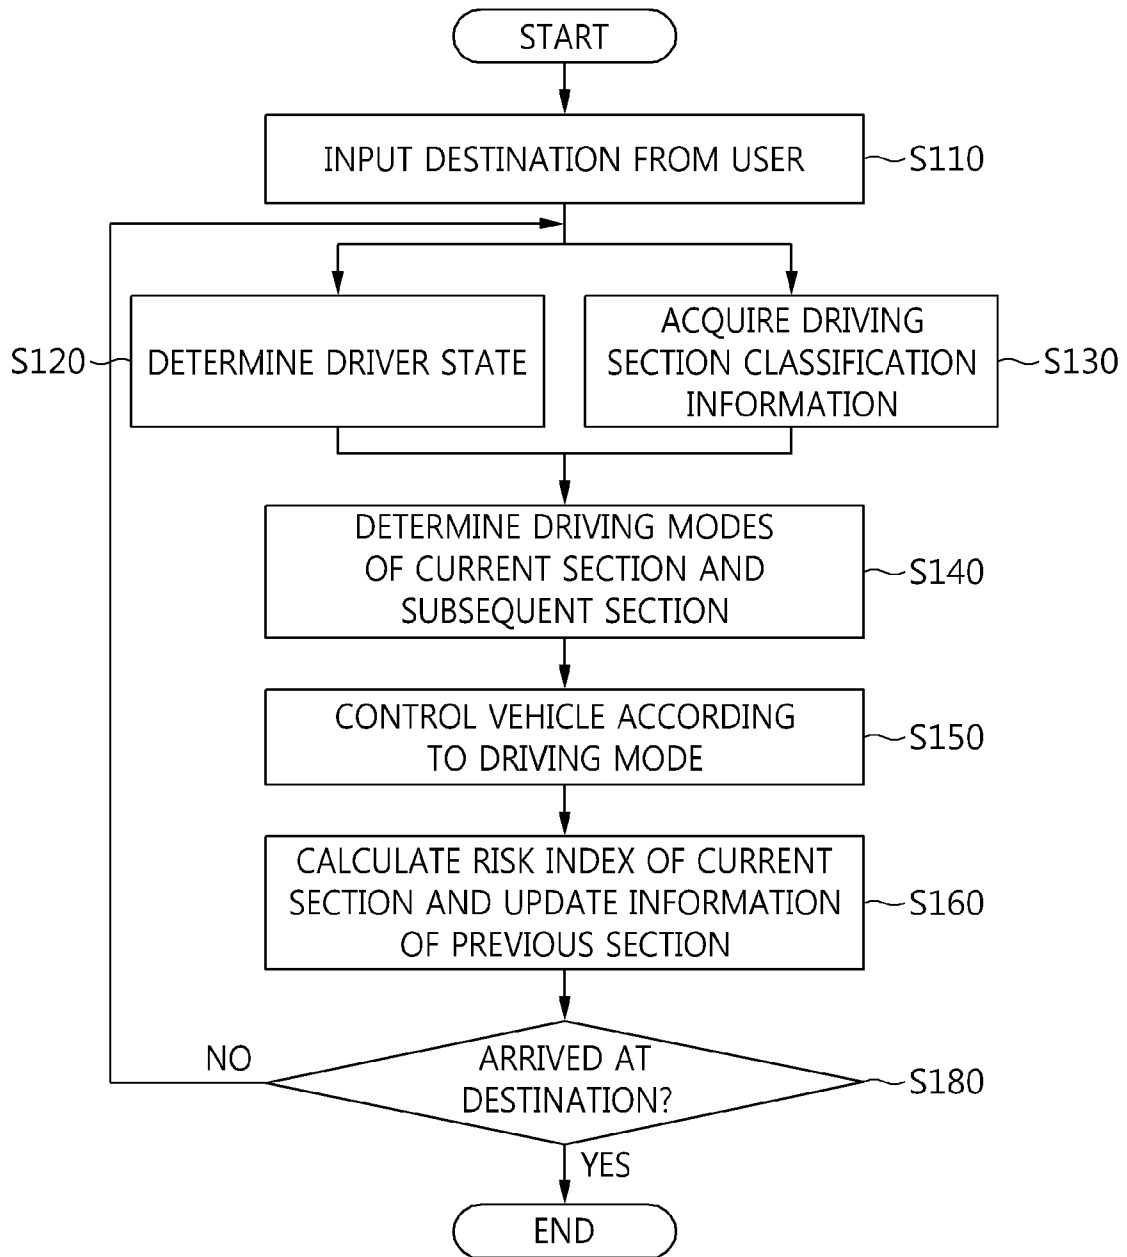 START
INPUT DESTINATION FROM USER
S110
S120
DETERMINE DRIVER STATE
ACQUIRE DRIVING
SECTION CLASSIFICATION
INFORMATION
S130
DETERMINE DRIVING MODES
OF CURRENT SECTION AND
SUBSEQUENT SECTION
S140
CONTROL VEHICLE ACCORDING
TO DRIVING MODE
S150
CALCULATE RISK INDEX OF CURRENT
SECTION AND UPDATE INFORMATION
OF PREVIOUS SECTION
S160
NO
ARRIVED AT
DESTINATION?
S180
YES
END